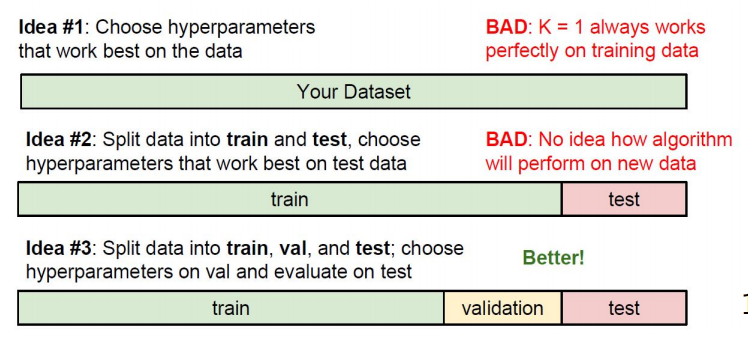 Idea #1: Choose hyperparameters
that work best on the data
BAD: K = 1 always works
perfectly on training data
Your Dataset
Idea #2: Split data into train and test, choose
hyperparameters that work best on test data
BAD: No idea how algorithm
will perform on new data
train
test
Idea #3: Split data into train, val, and test; choose
hyperparameters on val and evaluate on test
Better!
train
validation
test